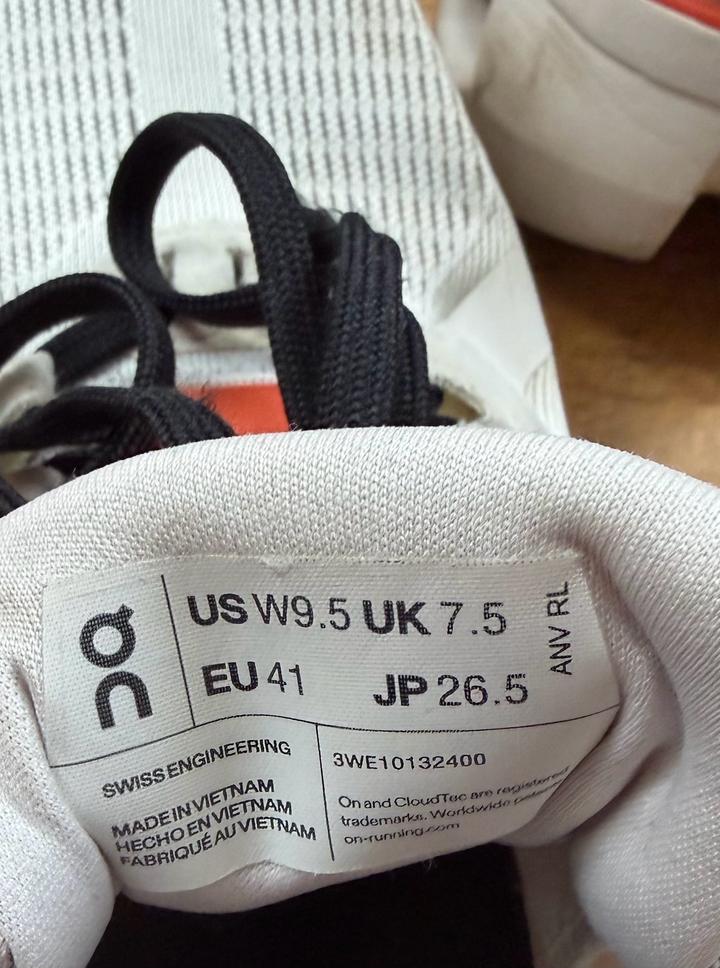 On
US W9.5 UK 7.5
EU 41 JP 26.5
ANV RL
SWISS ENGINEERING
MADE IN VIETNAM
HECHO EN VIETNAM
FABRIQUÉ AU VIETNAM
3WE10132400
On and CloudTec are registered
trademarks. Worldwide patents
on-running.com